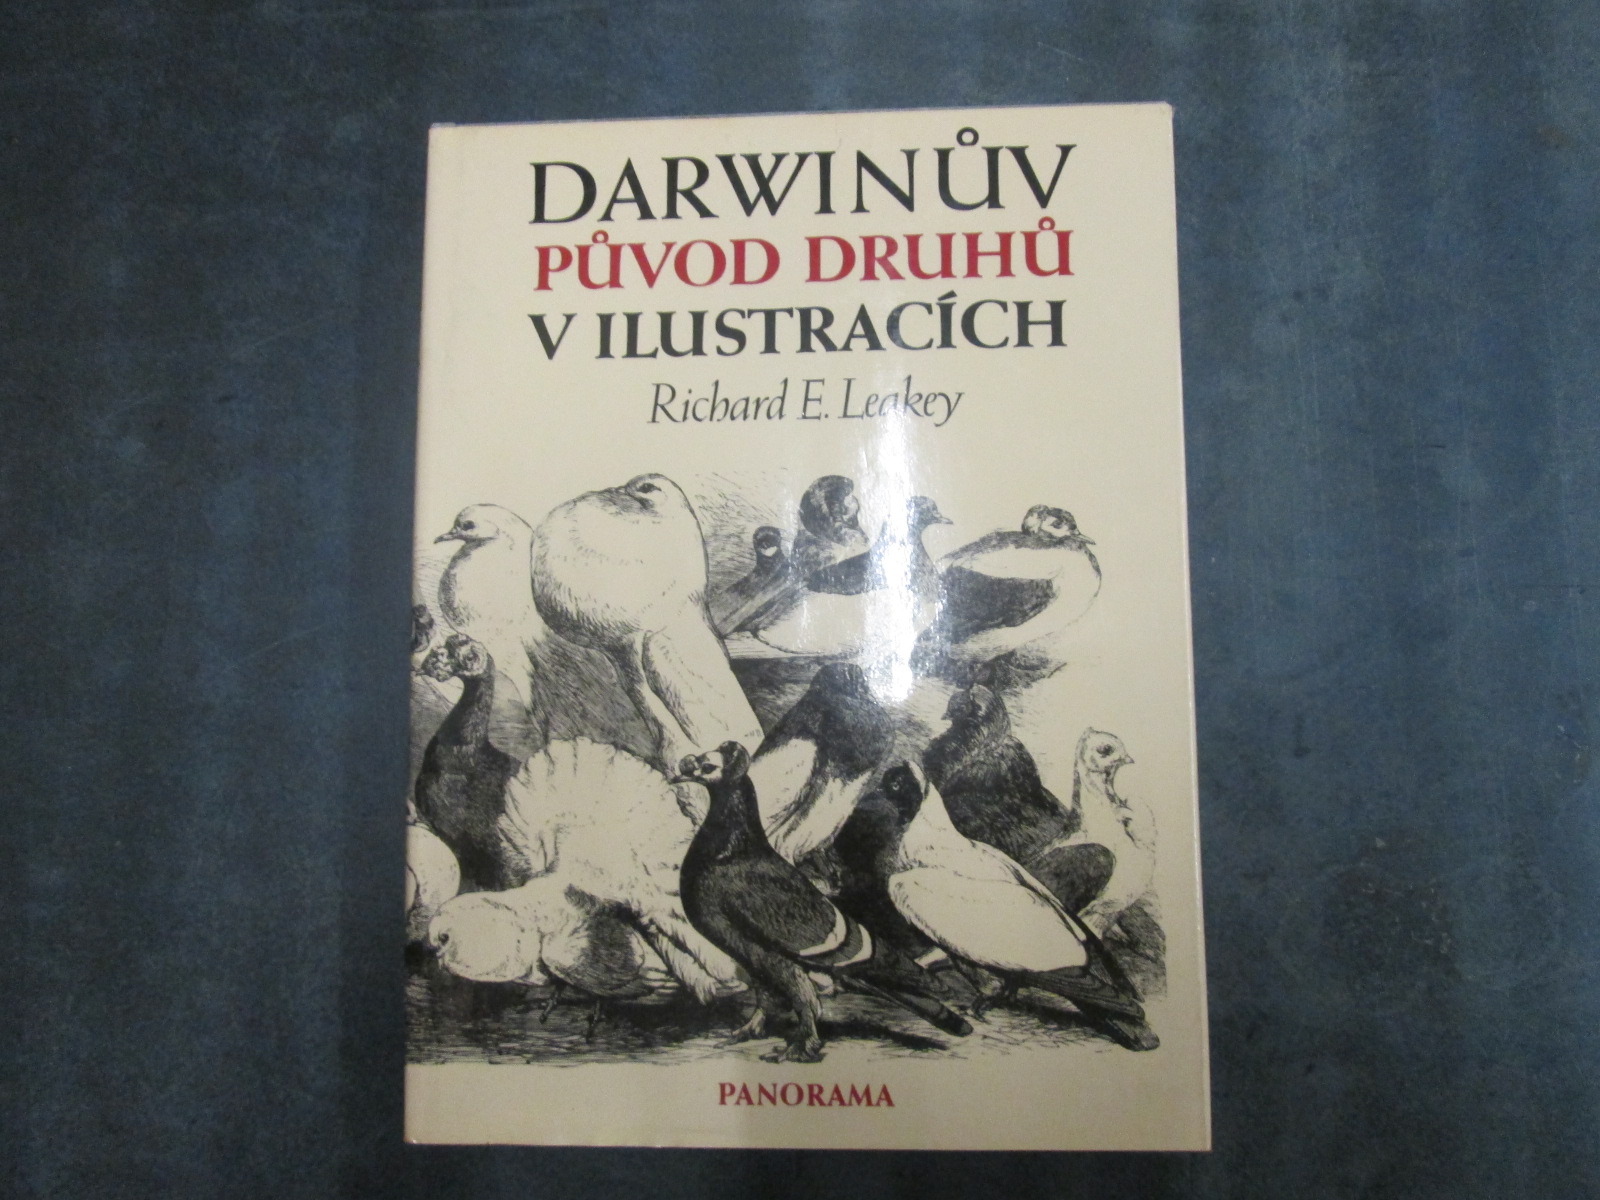 DARWINŮV
PŮVOD DRUHŮ
V ILUSTRACÍCH
Richard E. Leakey
PANORAMA